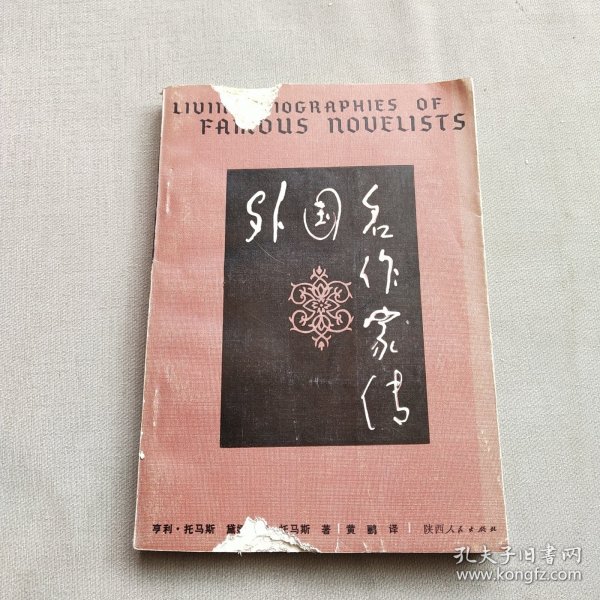 LIVIN IOGRAPHIES OF
FAMOUS NOVELISTS
外国名作家传
亨利·托马斯 黛 托马斯 著 黄鹂 译 陕西人民出版社
孔夫子旧书网
www.kongfz.com